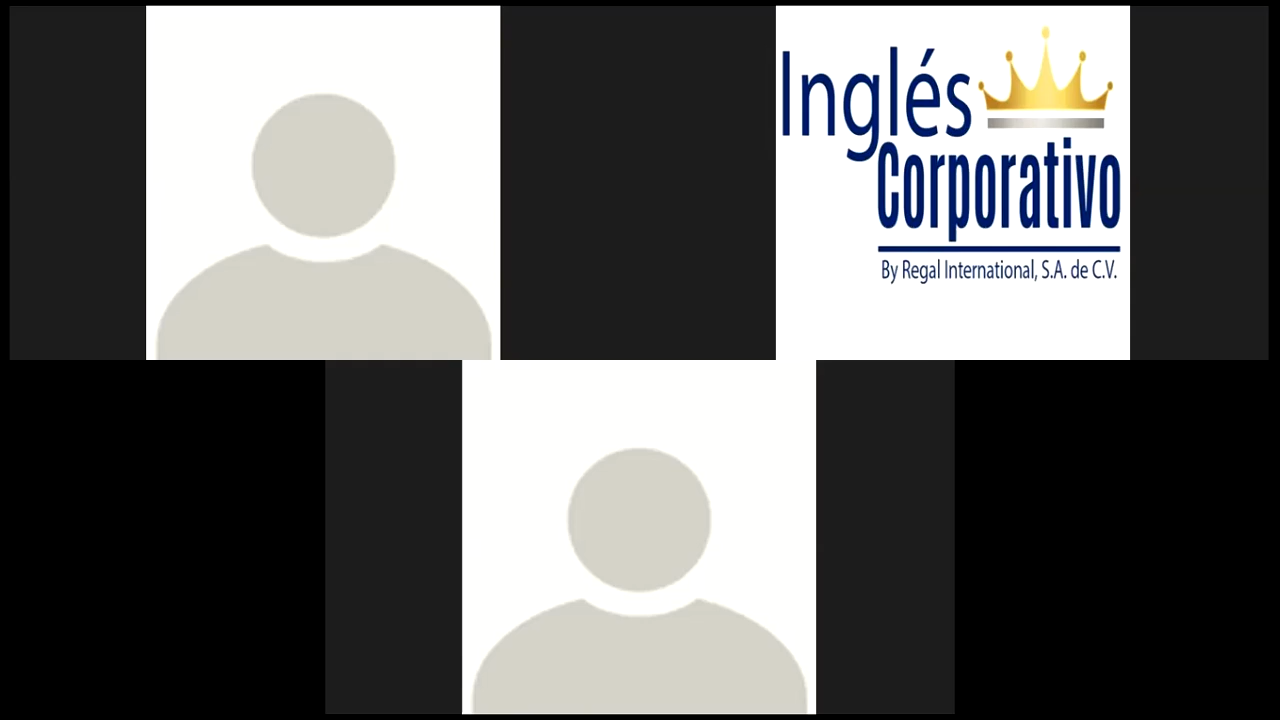 Inglés
Corporativo
By Regal International, S.A. de C.V.